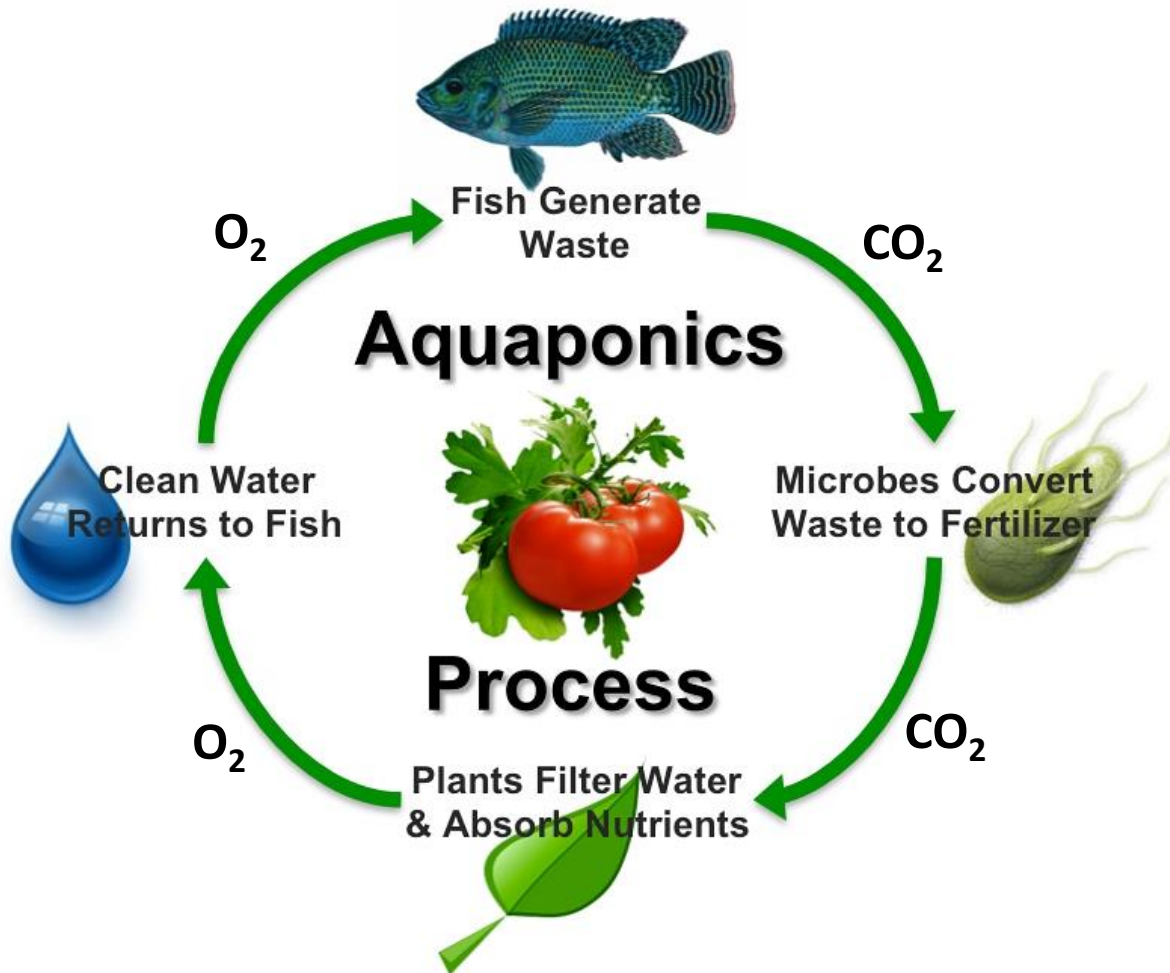 Fish Generate
Waste
O₂
CO₂
Aquaponics
Clean Water
Returns to Fish
Microbes Convert
Waste to Fertilizer
Process
O₂
CO₂
Plants Filter Water
& Absorb Nutrients